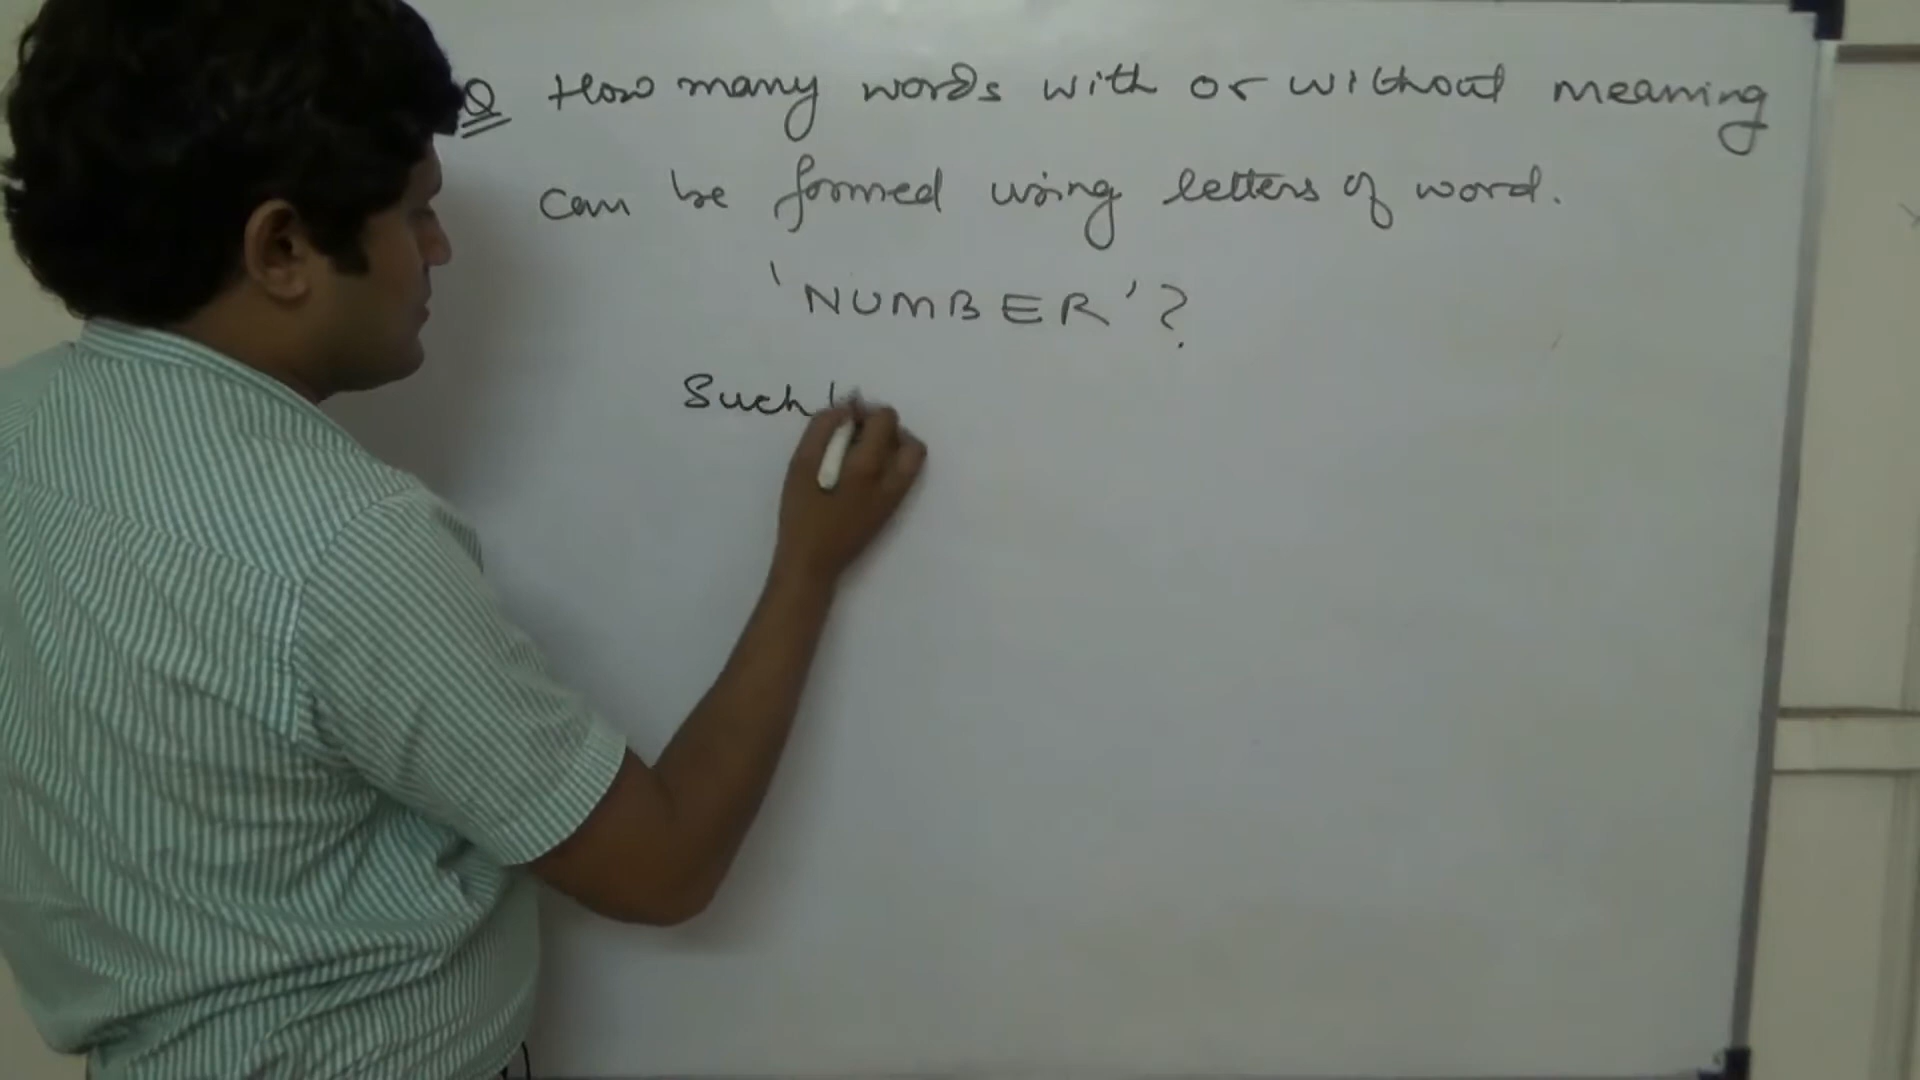 Q How many words with or without meaning
can be formed using letters of word.
'NUMBER'?
Such